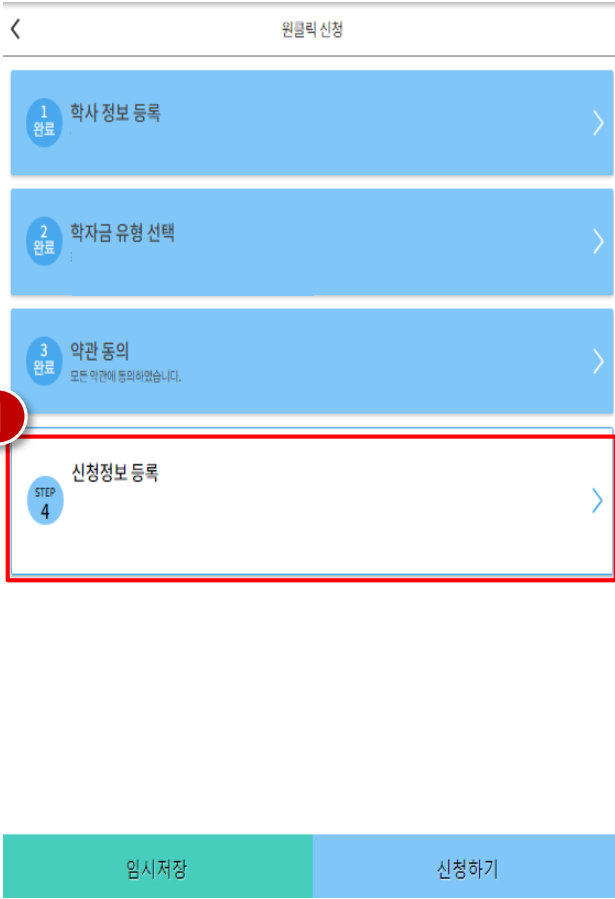 원클릭 신청
1
완료
학사 정보 등록
2
완료
학자금 유형 선택
3
완료
약관 동의
모든 약관에 동의하였습니다.
STEP
4
신청정보 등록
임시저장
신청하기